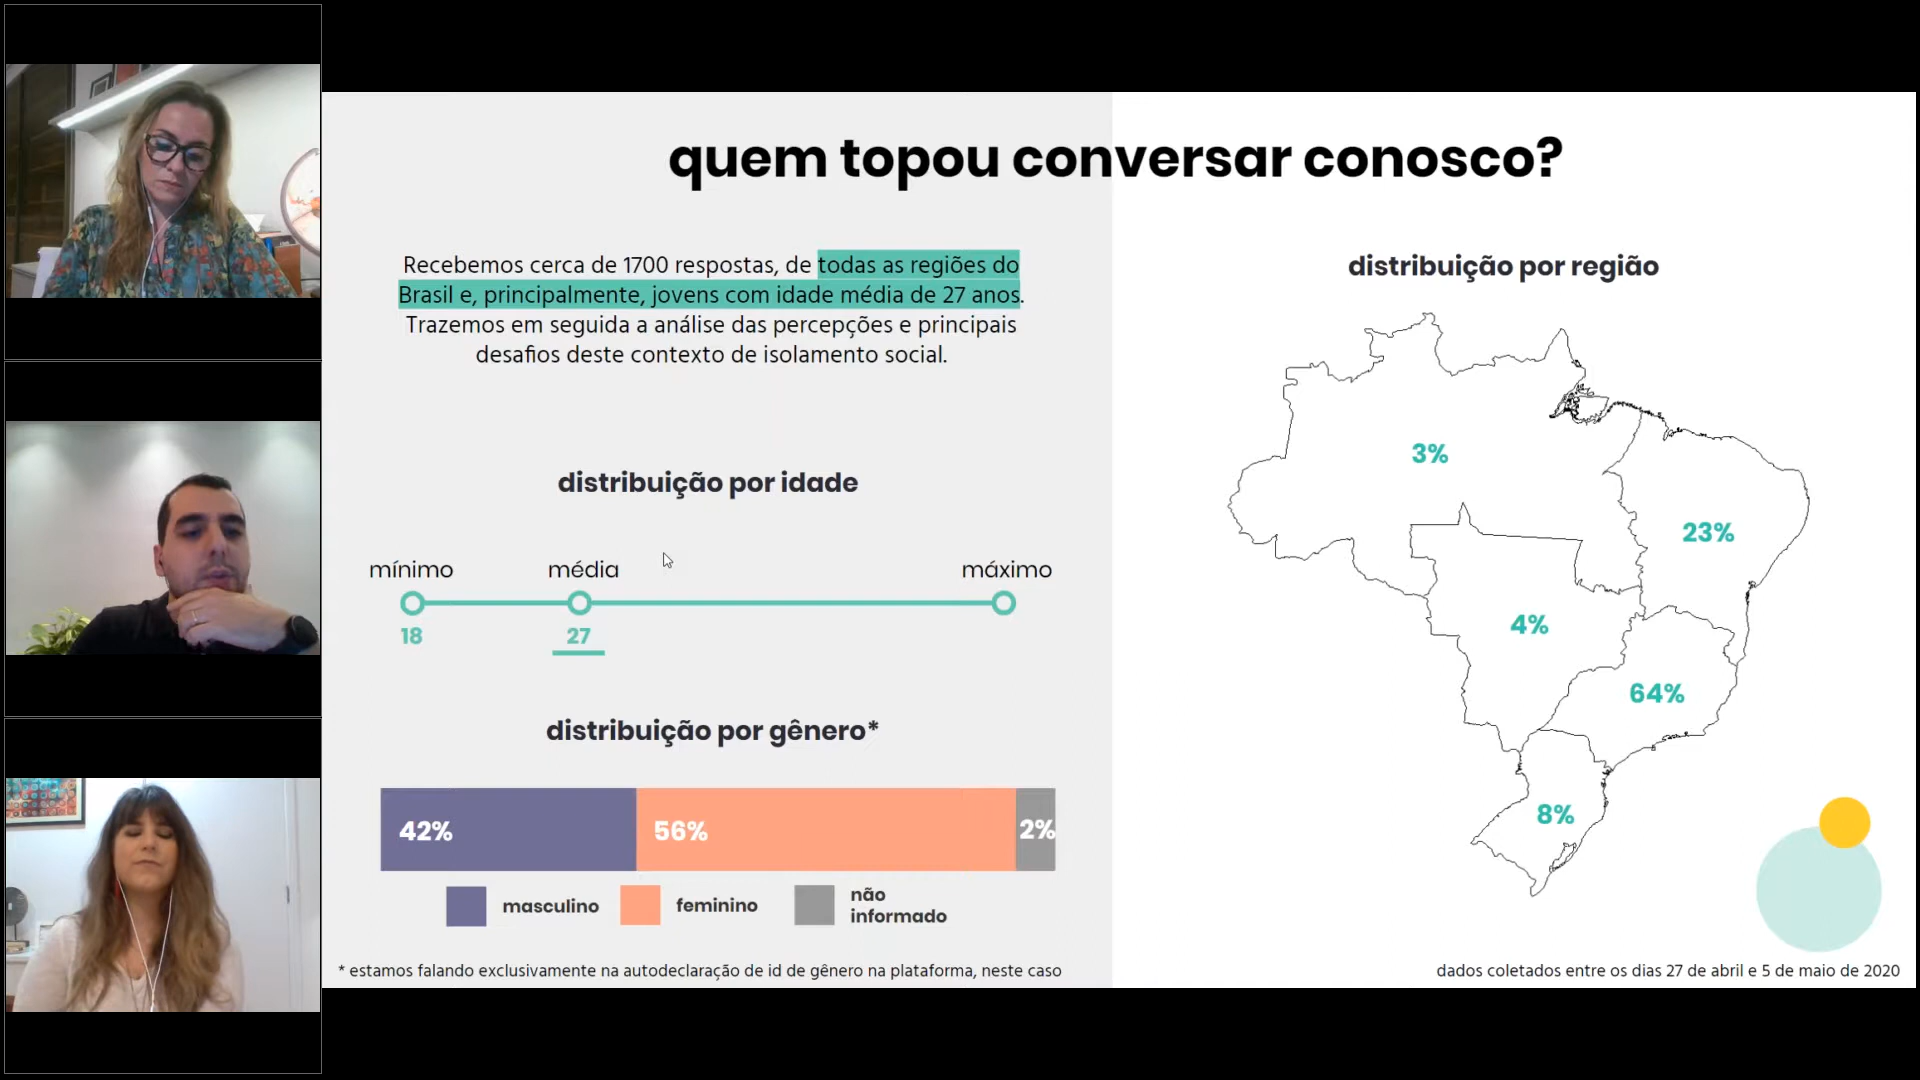 quem topou conversar conosco?
Recebemos cerca de 1700 respostas, de todas as regiões do
Brasil e, principalmente, jovens com idade média de 27 anos.
Trazemos em seguida a análise das percepções e principais
desafios deste contexto de isolamento social.
distribuição por idade
mínimo média máximo
18 27
distribuição por gênero*
42% 56% 2%
masculino feminino não
informado
* estamos falando exclusivamente na autodeclaração de id de gênero na plataforma, neste caso
distribuição por região
3%
23%
4%
64%
8%
dados coletados entre os dias 27 de abril e 5 de maio de 2020